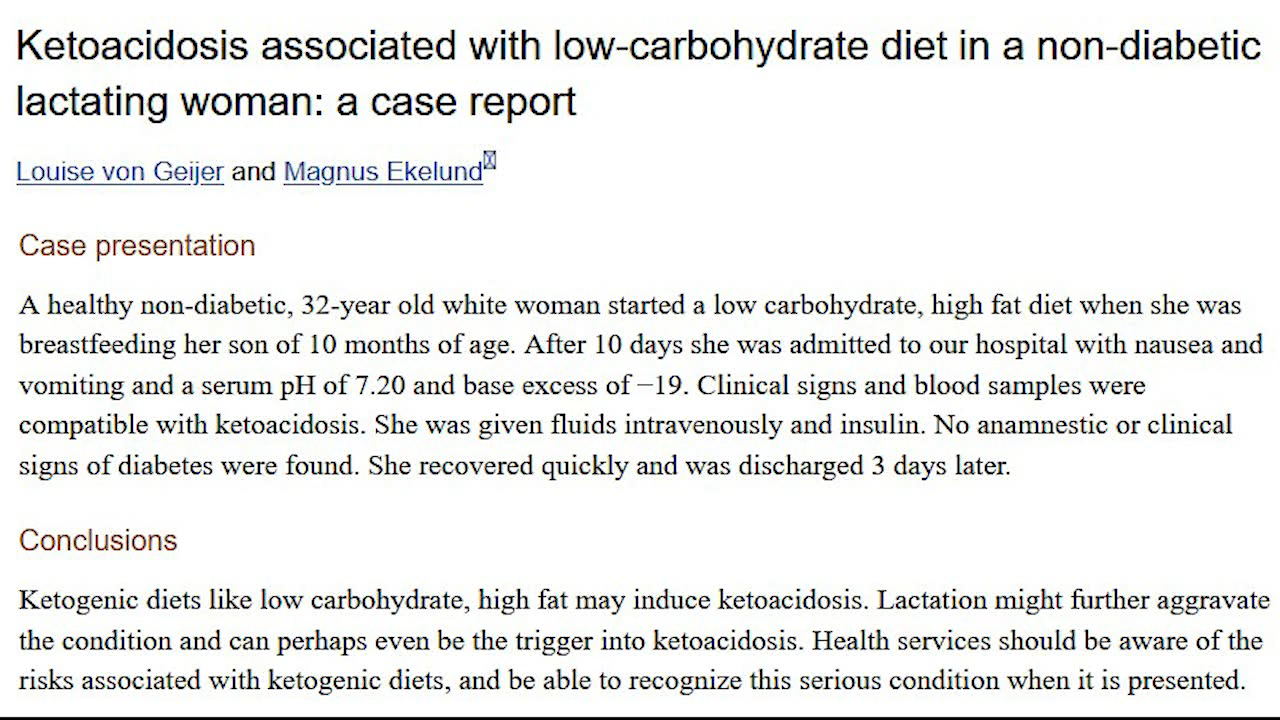 Ketoacidosis associated with low-carbohydrate diet in a non-diabetic
lactating woman: a case report
Louise von Geijer and Magnus Ekelund
Case presentation
A healthy non-diabetic, 32-year old white woman started a low carbohydrate, high fat diet when she was
breastfeeding her son of 10 months of age. After 10 days she was admitted to our hospital with nausea and
vomiting and a serum pH of 7.20 and base excess of −19. Clinical signs and blood samples were
compatible with ketoacidosis. She was given fluids intravenously and insulin. No anamnestic or clinical
signs of diabetes were found. She recovered quickly and was discharged 3 days later.
Conclusions
Ketogenic diets like low carbohydrate, high fat may induce ketoacidosis. Lactation might further aggravate
the condition and can perhaps even be the trigger into ketoacidosis. Health services should be aware of the
risks associated with ketogenic diets, and be able to recognize this serious condition when it is presented.